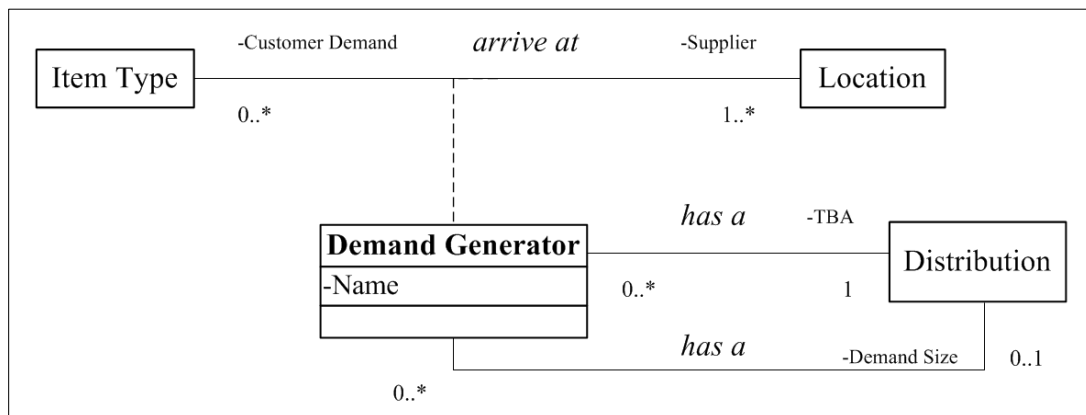 -Customer Demand arrive at -Supplier
Item Type Location
0..* 1..*
has a -TBA
Demand Generator Distribution
-Name 0..* 1
has a -Demand Size 0..1
0..*